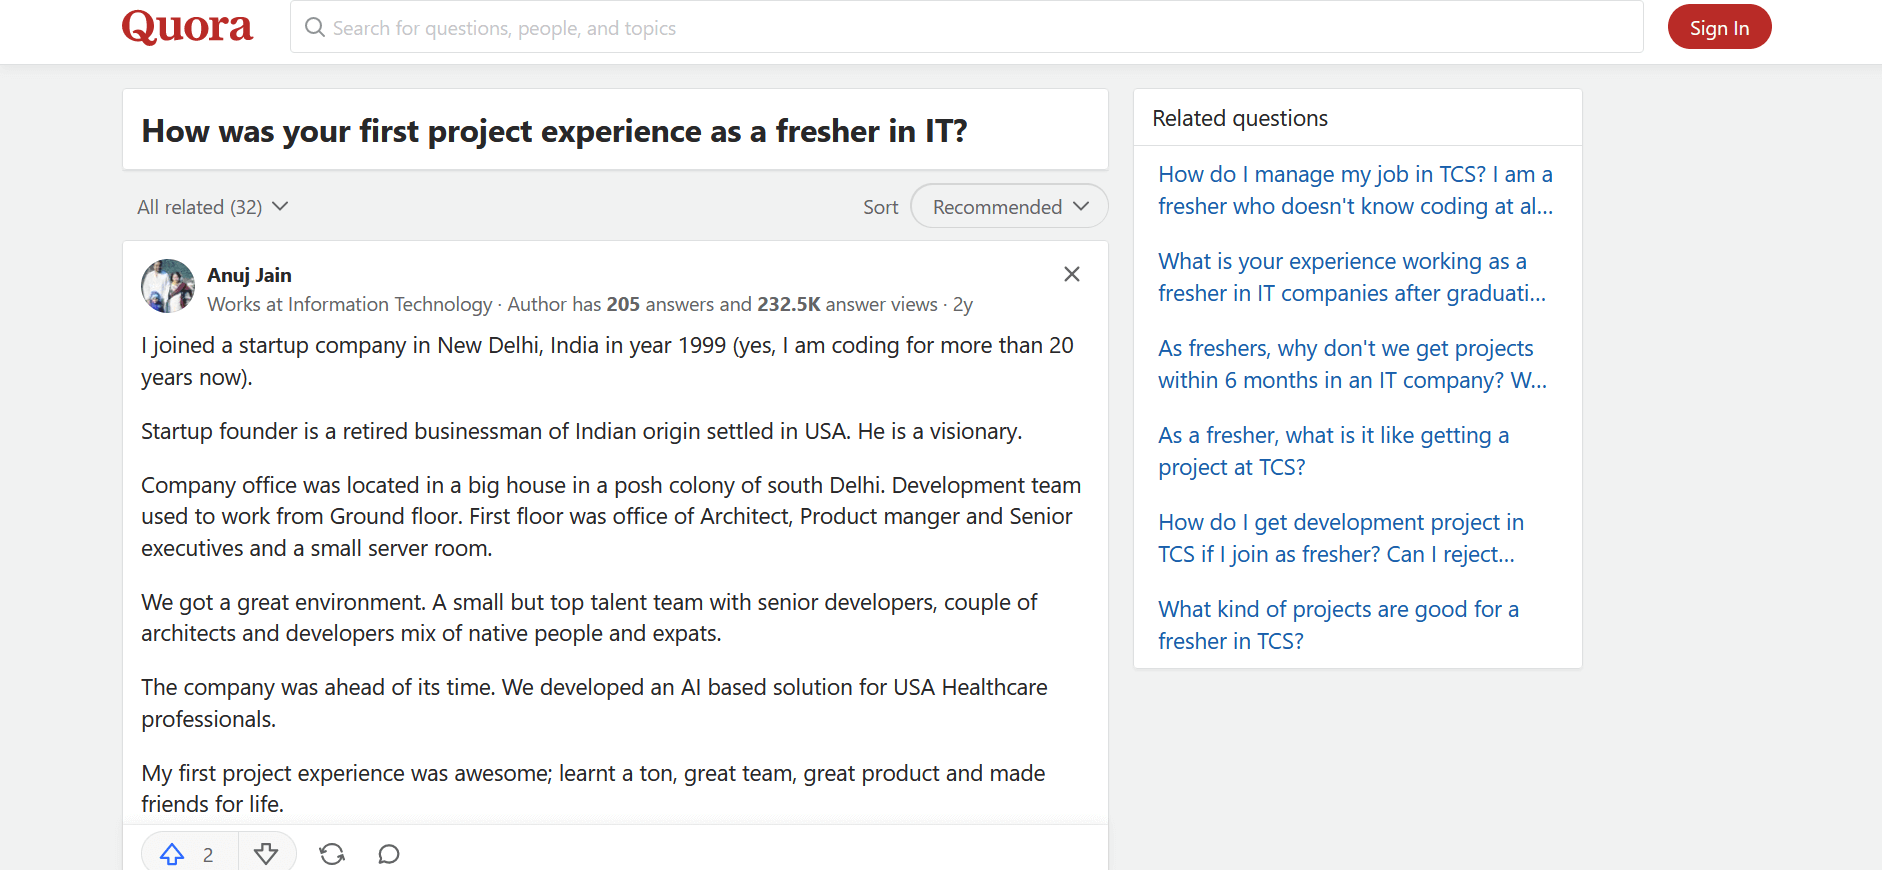 Quora
Search for questions, people, and topics
Sign In
How was your first project experience as a fresher in IT?
All related (32)
Sort
Recommended
Anuj Jain
Works at Information Technology · Author has 205 answers and 232.5K answer views · 2y
I joined a startup company in New Delhi, India in year 1999 (yes, I am coding for more than 20
years now).
Startup founder is a retired businessman of Indian origin settled in USA. He is a visionary.
Company office was located in a big house in a posh colony of south Delhi. Development team
used to work from Ground floor. First floor was office of Architect, Product manger and Senior
executives and a small server room.
We got a great environment. A small but top talent team with senior developers, couple of
architects and developers mix of native people and expats.
The company was ahead of its time. We developed an AI based solution for USA Healthcare
professionals.
My first project experience was awesome; learnt a ton, great team, great product and made
friends for life.
2
Related questions
How do I manage my job in TCS? I am a
fresher who doesn't know coding at al...
What is your experience working as a
fresher in IT companies after graduati...
As freshers, why don't we get projects
within 6 months in an IT company? W...
As a fresher, what is it like getting a
project at TCS?
How do I get development project in
TCS if I join as fresher? Can I reject...
What kind of projects are good for a
fresher in TCS?